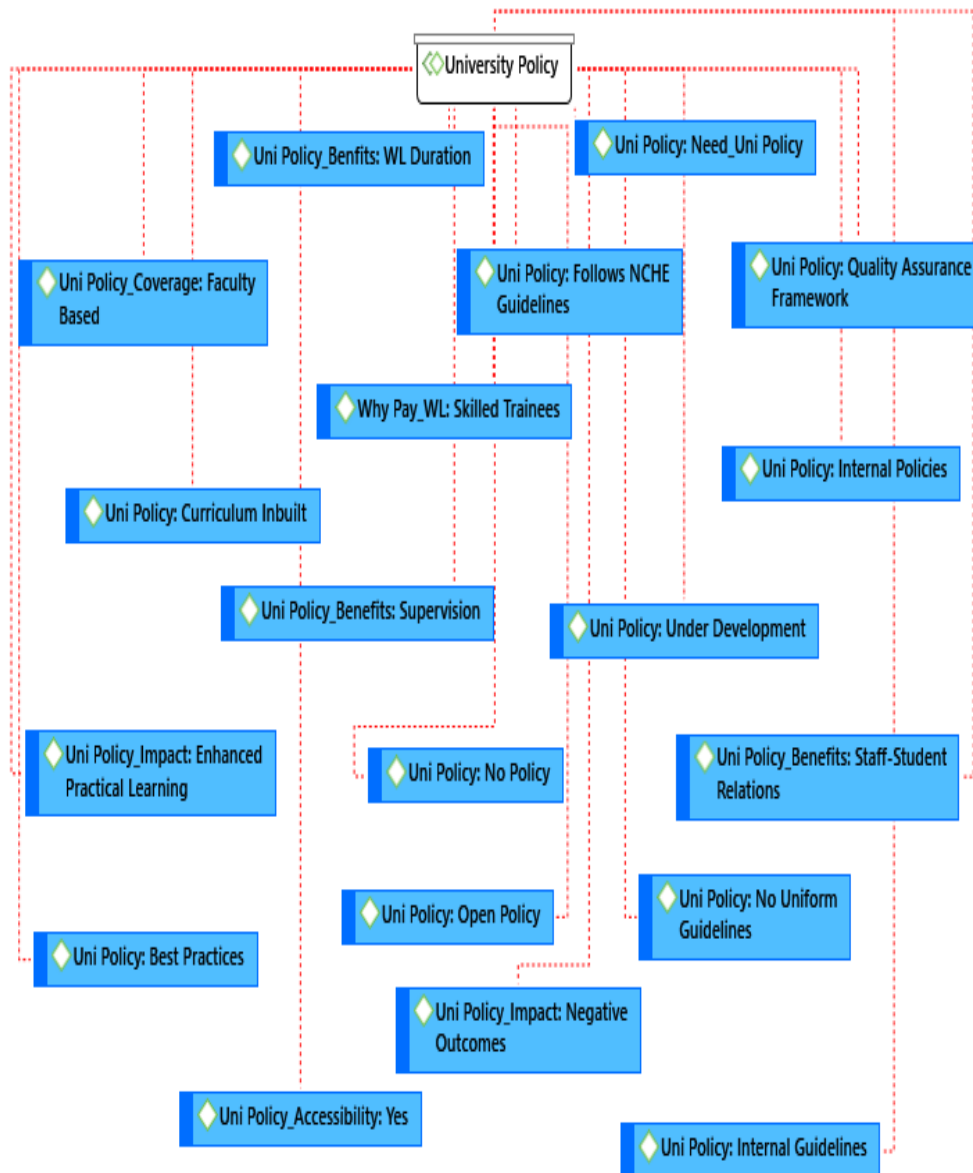 University Policy
Uni Policy_Benfits: WL Duration
Uni Policy: Need_Uni Policy
Uni Policy_Coverage: Faculty
Based
Uni Policy: Follows NCHE
Guidelines
Uni Policy: Quality Assurance
Framework
Why Pay_WL: Skilled Trainees
Uni Policy: Internal Policies
Uni Policy: Curriculum Inbuilt
Uni Policy_Benefits: Supervision
Uni Policy: Under Development
Uni Policy_Impact: Enhanced
Practical Learning
Uni Policy: No Policy
Uni Policy_Benefits: Staff-Student
Relations
Uni Policy: Open Policy
Uni Policy: No Uniform
Guidelines
Uni Policy: Best Practices
Uni Policy_Impact: Negative
Outcomes
Uni Policy_Accessibility: Yes
Uni Policy: Internal Guidelines